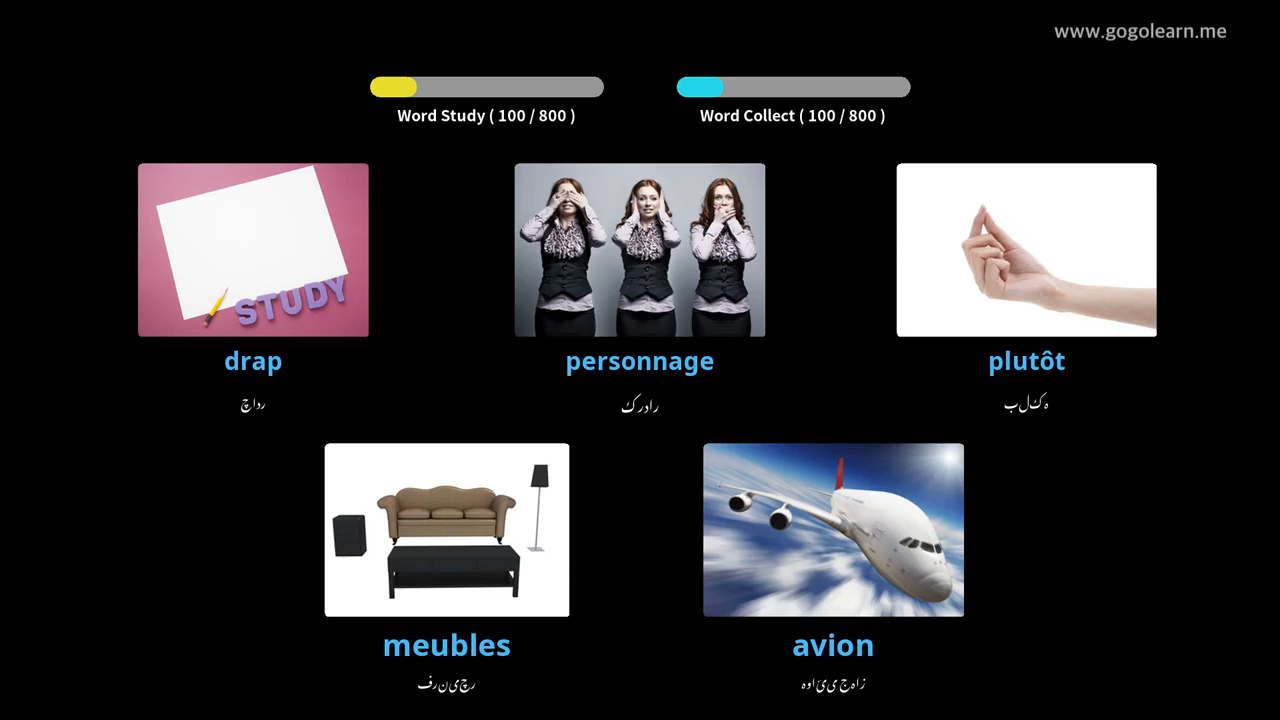 www.gogolearn.me
Word Study ( 100 / 800 )
Word Collect ( 100 / 800 )
drap
personnage
plutôt
رداچ
رادرک
ہکلب
meubles
avion
رچینرف
زاہج یئاوہ